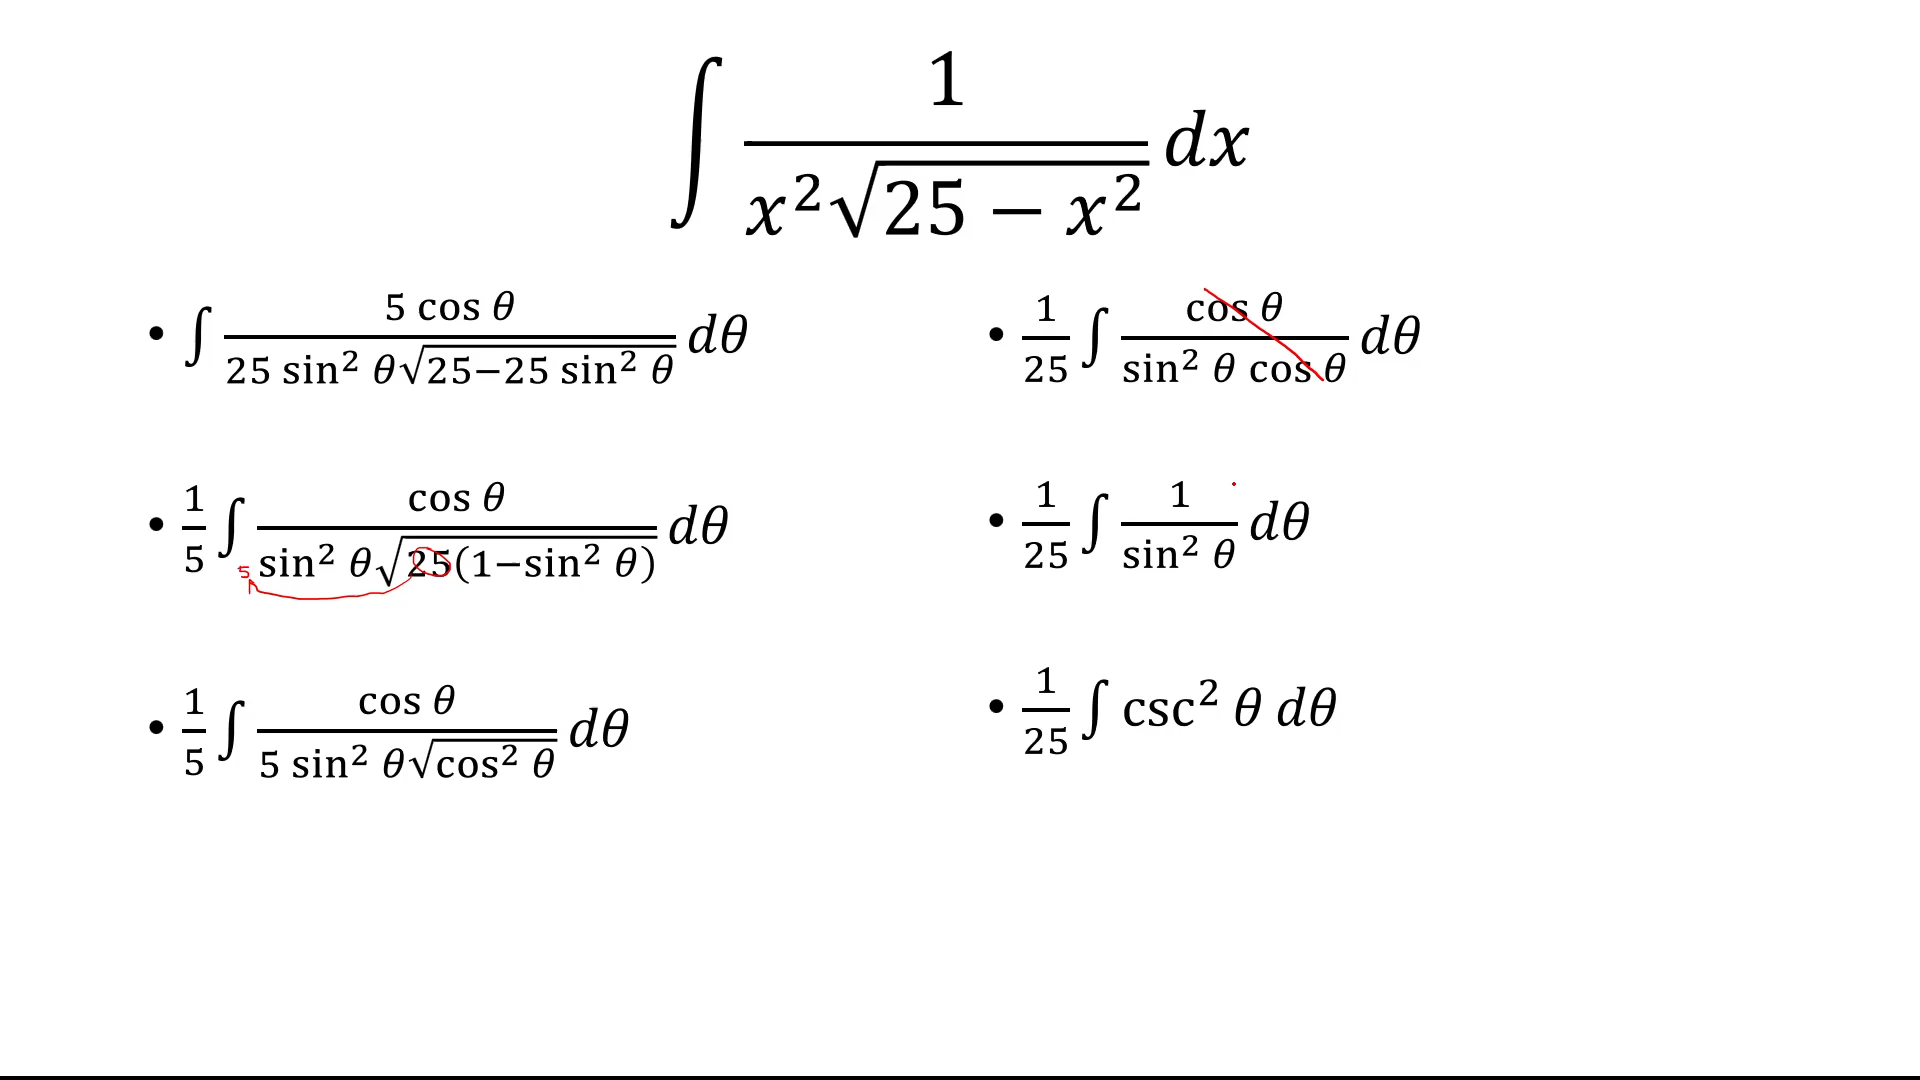 ∫ 1/(x²√(25 − x²)) dx
• ∫ (5 cos θ)/(25 sin² θ√(25−25 sin² θ)) dθ
• 1/5 ∫ (cos θ)/(sin² θ√(25(1−sin² θ))) dθ
5
• 1/5 ∫ (cos θ)/(5 sin² θ√(cos² θ)) dθ
• 1/25 ∫ (cos θ)/(sin² θ cos θ) dθ
• 1/25 ∫ 1/(sin² θ) dθ
• 1/25 ∫ csc² θ dθ